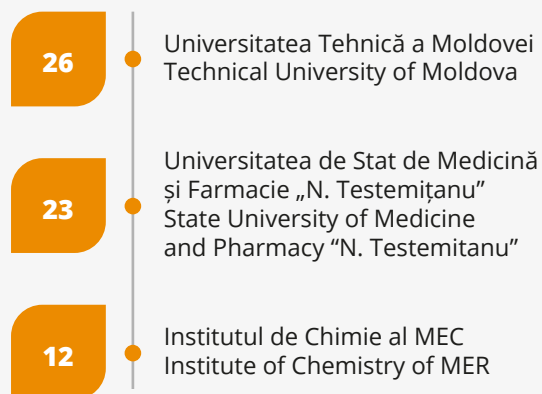 26
Universitatea Tehnică a Moldovei
Technical University of Moldova
23
Universitatea de Stat de Medicină
și Farmacie „N. Testemițanu”
State University of Medicine
and Pharmacy “N. Testemitanu”
12
Institutul de Chimie al MEC
Institute of Chemistry of MER